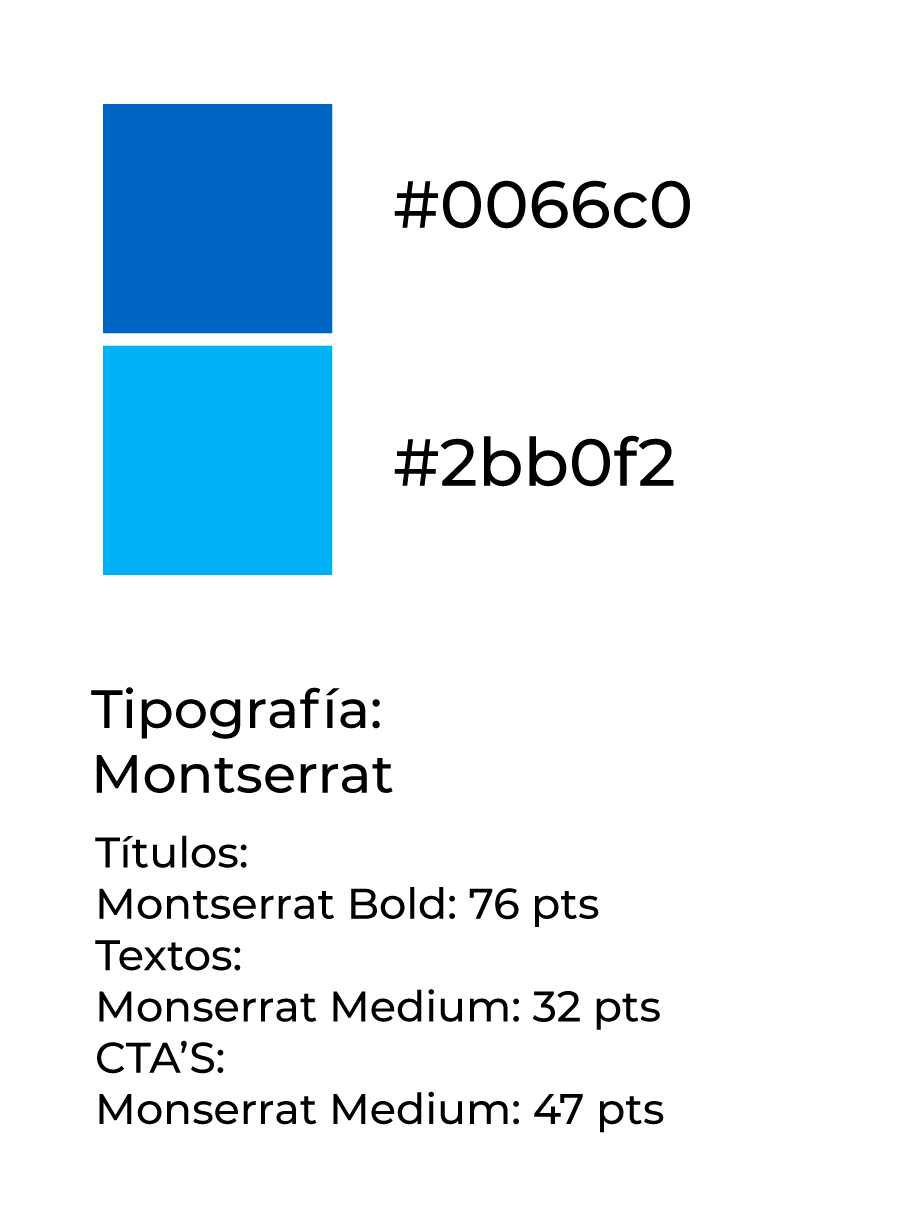 #0066c0
#2bb0f2
Tipografía:
Montserrat
Títulos:
Montserrat Bold: 76 pts
Textos:
Monserrat Medium: 32 pts
CTA’S:
Monserrat Medium: 47 pts